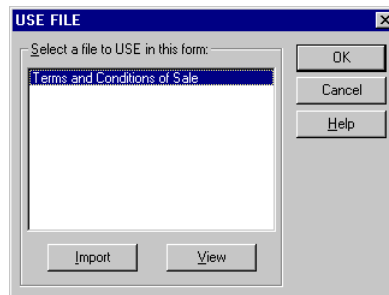 USE FILE
Select a file to USE in this form:
Terms and Conditions of Sale
OK
Cancel
Help
Import
View